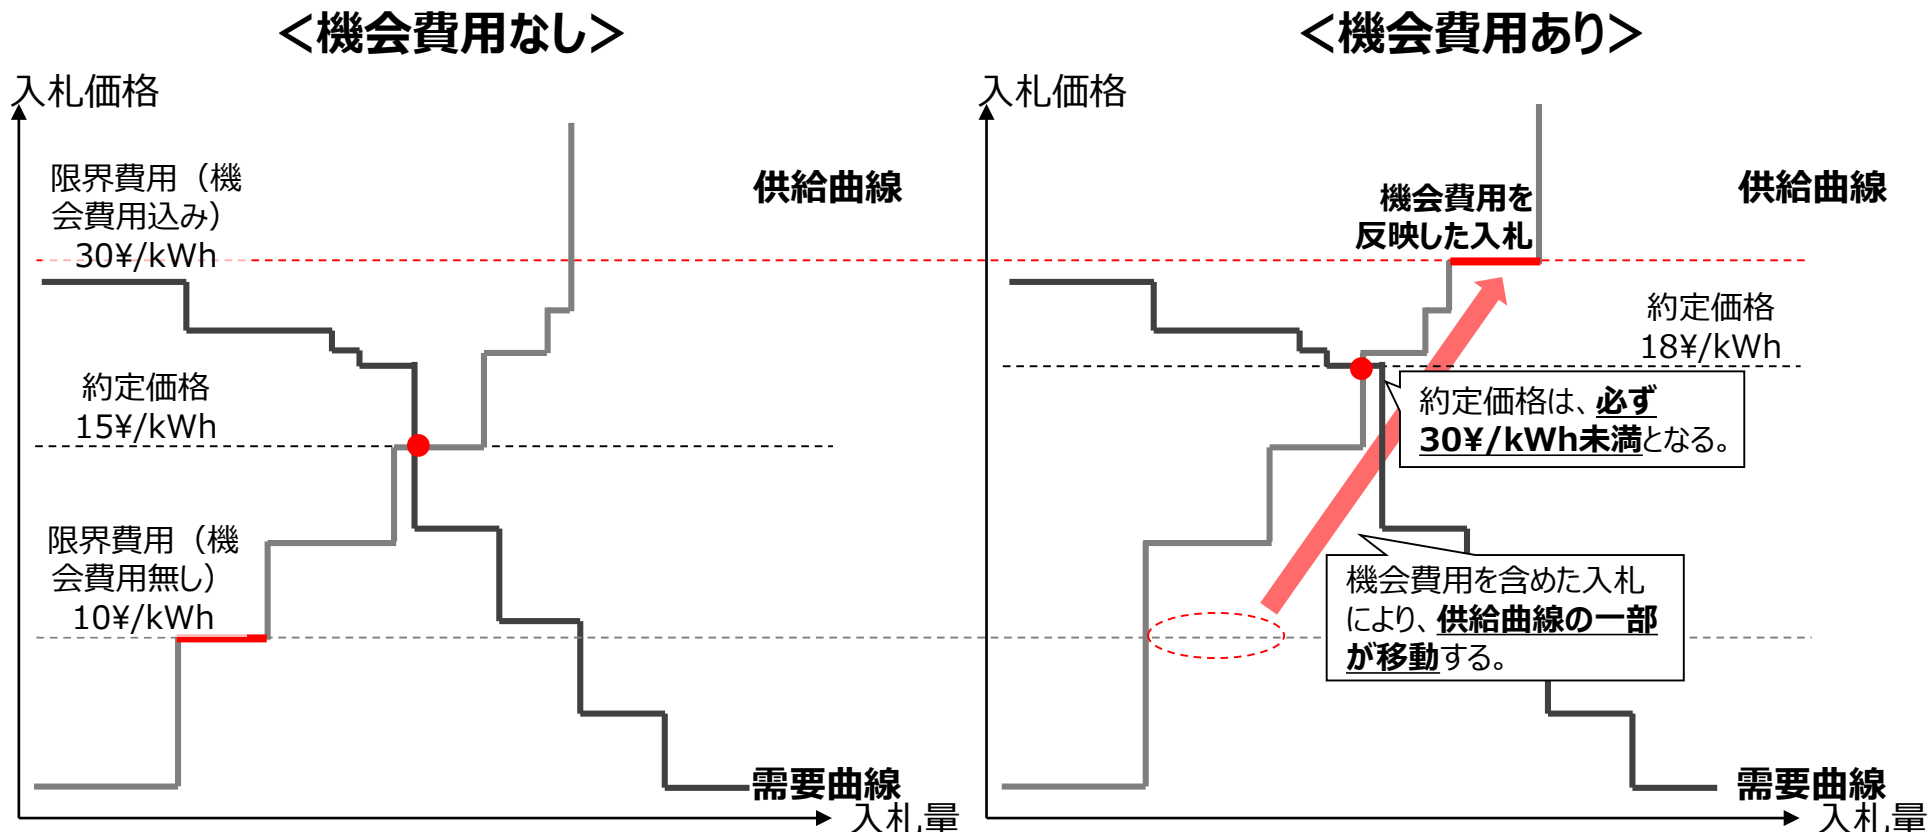 ＜機会費用なし＞
入札価格
限界費用（機
会費用込み）
30¥/kWh
供給曲線
約定価格
15¥/kWh
限界費用（機
会費用無し）
10¥/kWh
需要曲線
入札量
＜機会費用あり＞
入札価格
機会費用を
反映した入札
供給曲線
約定価格
18¥/kWh
約定価格は、必ず
30¥/kWh未満となる。
機会費用を含めた入札
により、供給曲線の一部
が移動する。
需要曲線
入札量